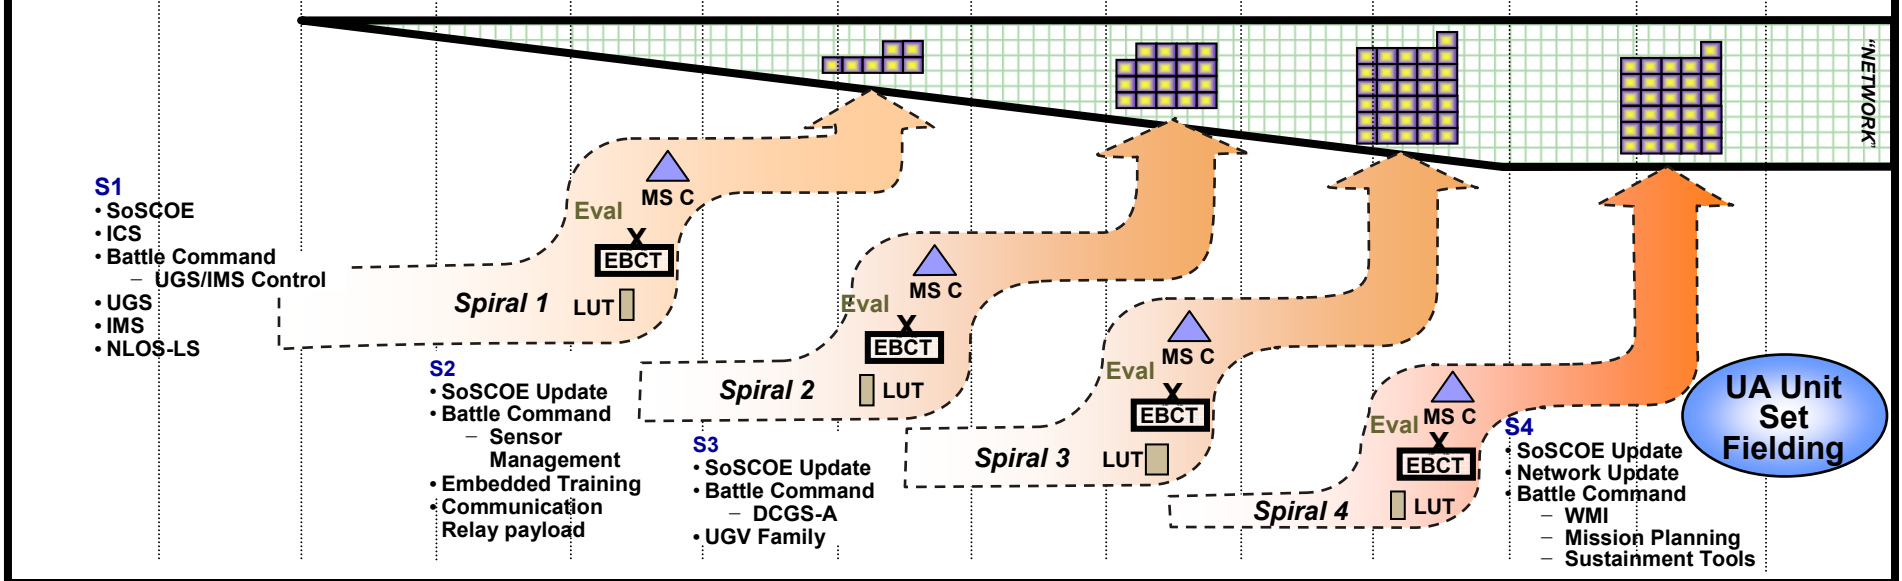 "NETWORK"
S1
• SoSCOE
• ICS
• Battle Command
– UGS/IMS Control
• UGS
• IMS
• NLOS-LS
MS C
Eval
X
EBCT
Spiral 1
LUT
S2
• SoSCOE Update
• Battle Command
– Sensor
Management
• Embedded Training
• Communication
Relay payload
MS C
Eval
X
EBCT
Spiral 2
LUT
S3
• SoSCOE Update
• Battle Command
– DCGS-A
• UGV Family
MS C
Eval
X
EBCT
Spiral 3
LUT
MS C
Eval
X
EBCT
Spiral 4
LUT
S4
• SoSCOE Update
• Network Update
• Battle Command
– WMI
– Mission Planning
– Sustainment Tools
UA Unit
Set
Fielding